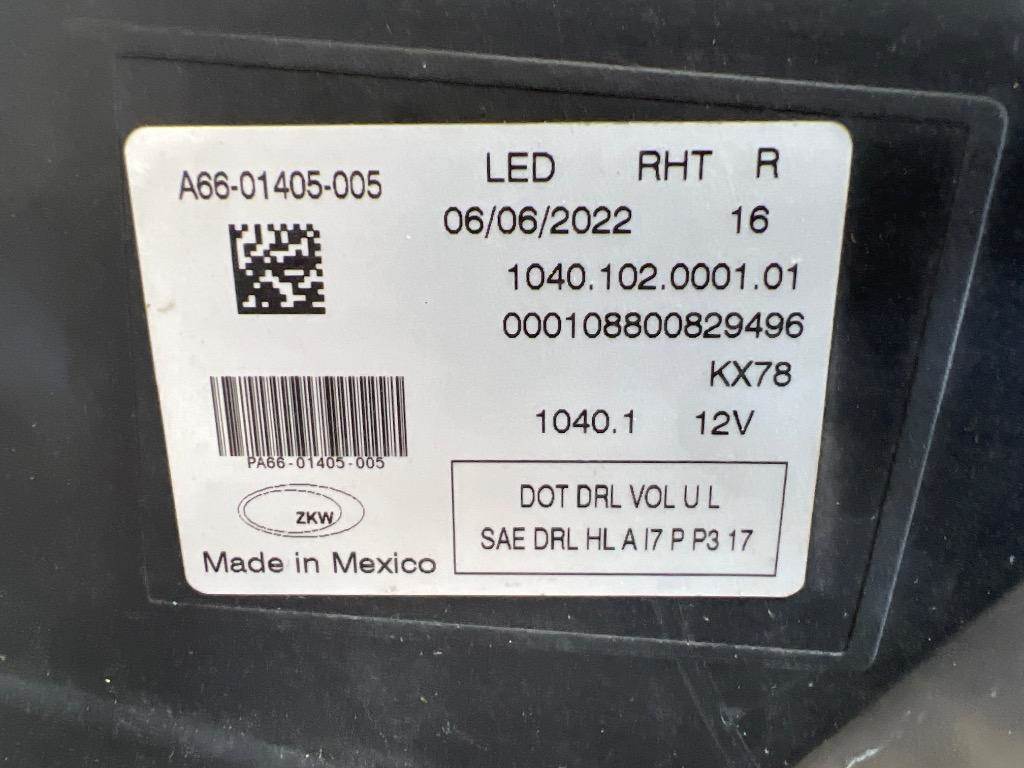 A66-01405-005
LED RHT R
06/06/2022 16
1040.102.0001.01
000108800829496
KX78
1040.1 12V
PA66-01405-005
ZKW
Made in Mexico
DOT DRL VOL U L
SAE DRL HL A I7 P P3 17